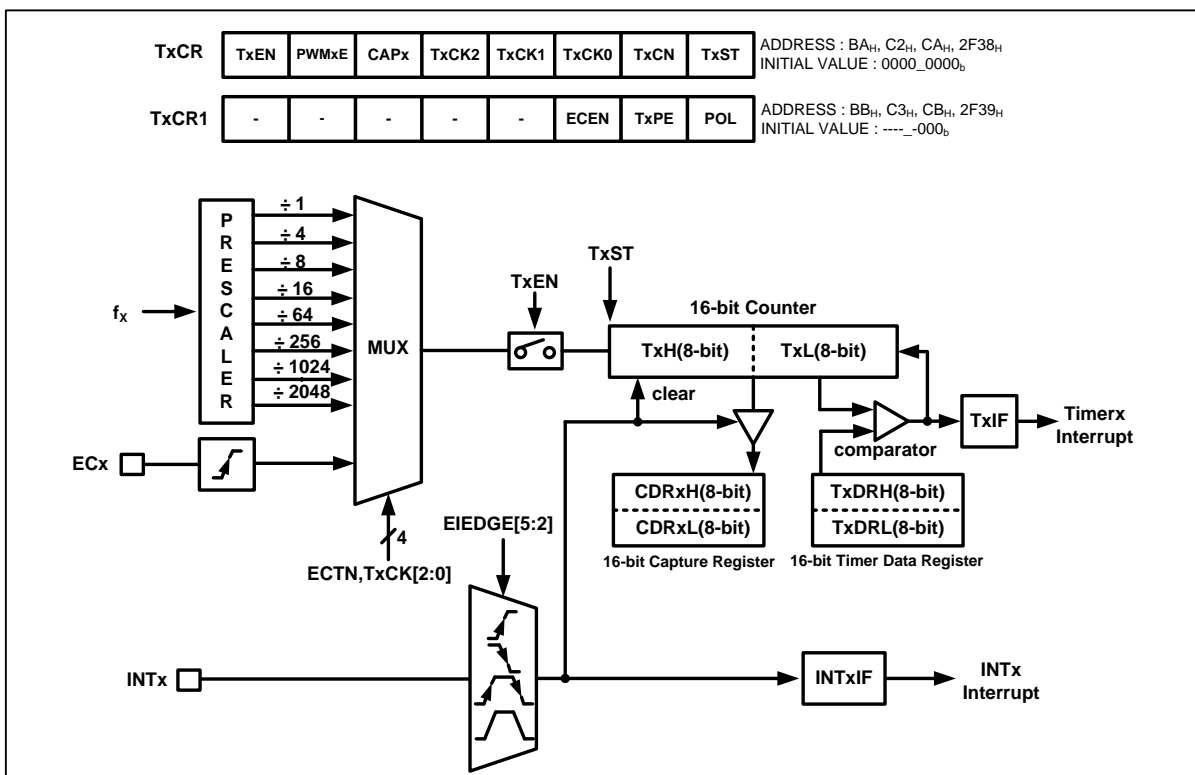 TxCR TxEN PWMxE CAPx TxCK2 TxCK1 TxCK0 TxCN TxST ADDRESS : BAH, C2H, CAH, 2F38H
INITIAL VALUE : 0000_0000b
TxCR1 - - - - - ECEN TxPE POL ADDRESS : BBH, C3H, CBH, 2F39H
INITIAL VALUE : ----_-000b
PRESCALER
÷ 1
÷ 4
÷ 8
÷ 16
÷ 64
÷ 256
÷ 1024
÷ 2048
fX
MUX
TxEN
TxST
16-bit Counter
TxH(8-bit) TxL(8-bit)
clear
comparator
TxIF
Timerx
Interrupt
ECx
CDRxH(8-bit)
CDRxL(8-bit)
16-bit Capture Register
TxDRH(8-bit)
TxDRL(8-bit)
16-bit Timer Data Register
4
ECTN,TxCK[2:0]
EIEDGE[5:2]
INTx
INTxIF
INTx
Interrupt